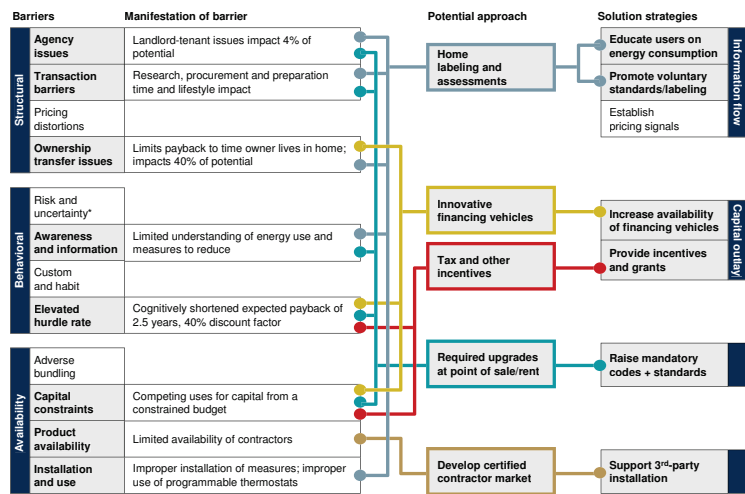 Barriers
Manifestation of barrier
Potential approach
Solution strategies
Structural
Agency
issues
Landlord-tenant issues impact 4% of
potential
Transaction
barriers
Research, procurement and preparation
time and lifestyle impact
Pricing
distortions
Ownership
transfer issues
Limits payback to time owner lives in home;
impacts 40% of potential
Behavioral
Risk and
uncertainty*
Awareness
and information
Limited understanding of energy use and
measures to reduce
Custom
and habit
Elevated
hurdle rate
Cognitively shortened expected payback of
2.5 years, 40% discount factor
Availability
Adverse
bundling
Capital
constraints
Competing uses for capital from a
constrained budget
Product
availability
Limited availability of contractors
Installation
and use
Improper installation of measures; improper
use of programmable thermostats
Home
labeling and
assessments
Innovative
financing vehicles
Tax and other
incentives
Required upgrades
at point of sale/rent
Develop certified
contractor market
Educate users on
energy consumption
Promote voluntary
standards/labeling
Establish
pricing signals
Information flow
Increase availability
of financing vehicles
Provide incentives
and grants
Capital outlay
Raise mandatory
codes + standards
Support 3rd-party
installation